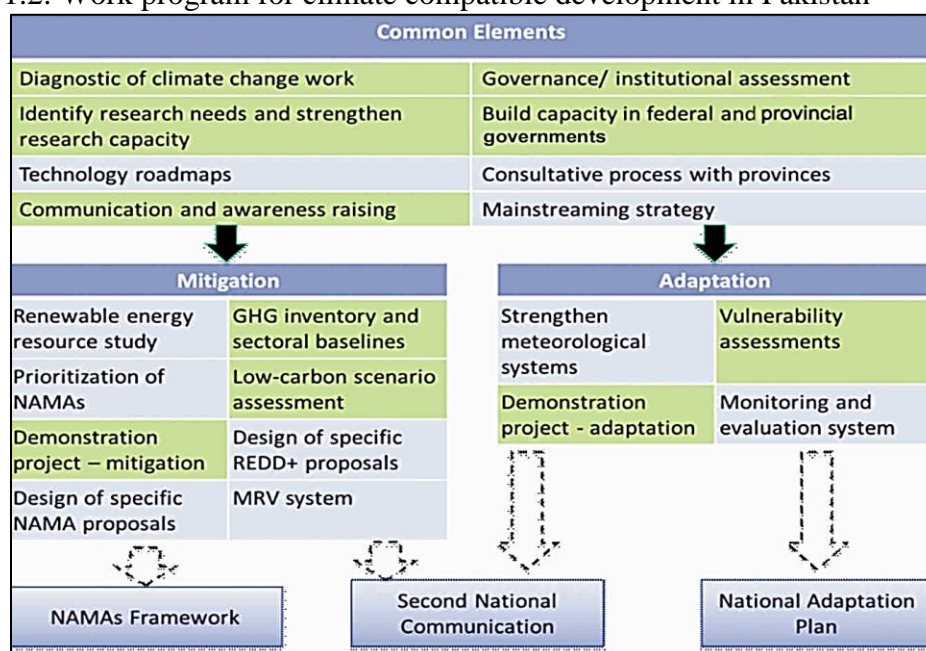 1.2: Work program for climate compatible development in Pakistan
Common Elements
Diagnostic of climate change work
Governance/ institutional assessment
Identify research needs and strengthen
research capacity
Build capacity in federal and provincial
governments
Technology roadmaps
Consultative process with provinces
Communication and awareness raising
Mainstreaming strategy
Mitigation
Renewable energy
resource study
GHG inventory and
sectoral baselines
Prioritization of
NAMAs
Low-carbon scenario
assessment
Demonstration
project – mitigation
Design of specific
REDD+ proposals
Design of specific
NAMA proposals
MRV system
Adaptation
Strengthen
meteorological
systems
Vulnerability
assessments
Demonstration
project - adaptation
Monitoring and
evaluation system
NAMAs Framework
Second National
Communication
National Adaptation
Plan